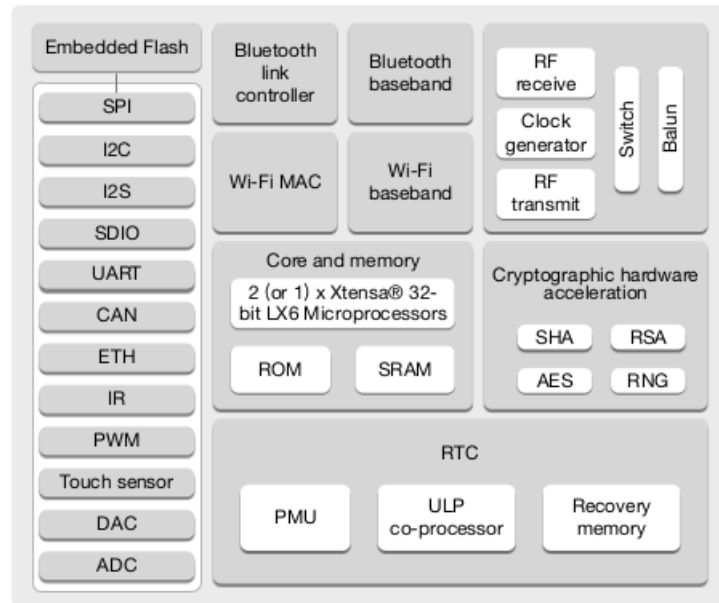 Embedded Flash
SPI
I2C
I2S
SDIO
UART
CAN
ETH
IR
PWM
Touch sensor
DAC
ADC
Bluetooth
link
controller
Bluetooth
baseband
Wi-Fi MAC
Wi-Fi
baseband
RF
receive
Clock
generator
RF
transmit
Switch
Balun
Core and memory
2 (or 1) x Xtensa® 32-
bit LX6 Microprocessors
ROM
SRAM
Cryptographic hardware
acceleration
SHA
RSA
AES
RNG
RTC
PMU
ULP
co-processor
Recovery
memory